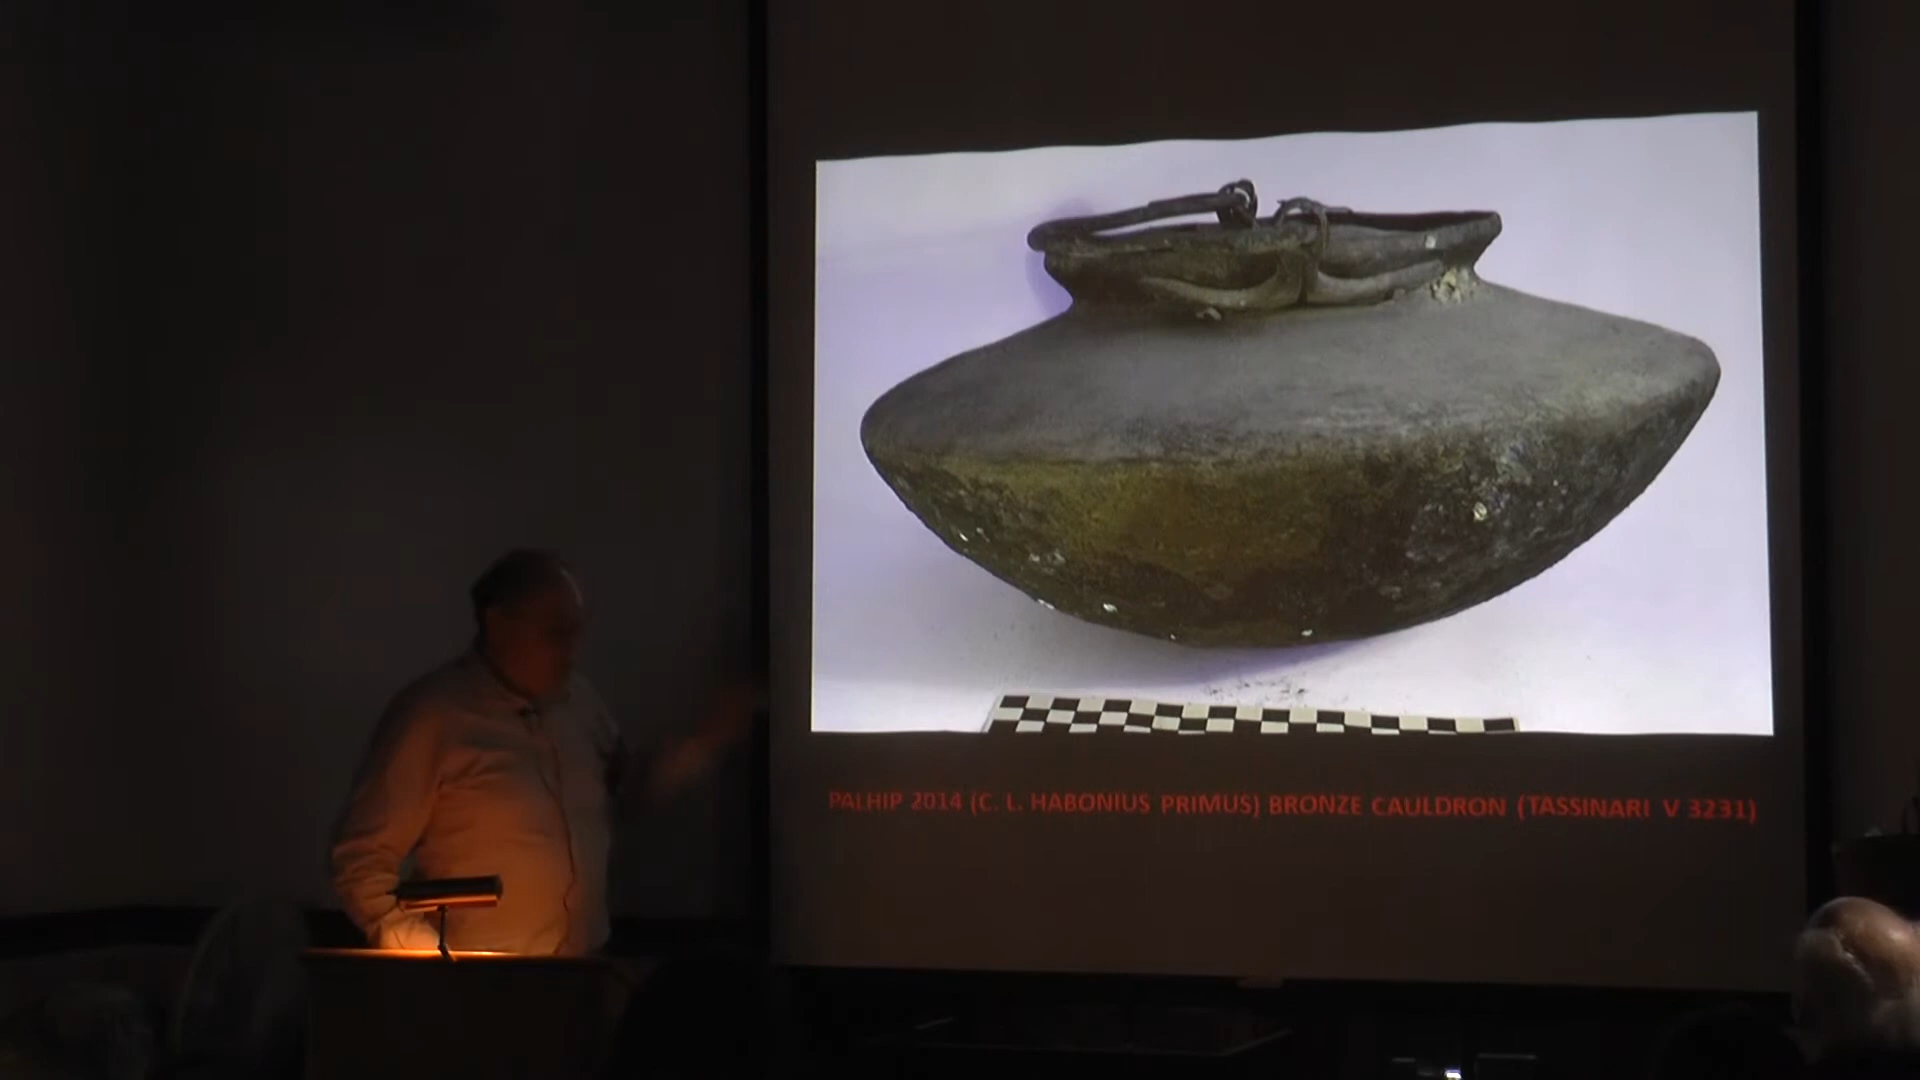 PALHIP 2014 (C. L. HABONIUS PRIMUS) BRONZE CAULDRON (TASSINARI V 3231)